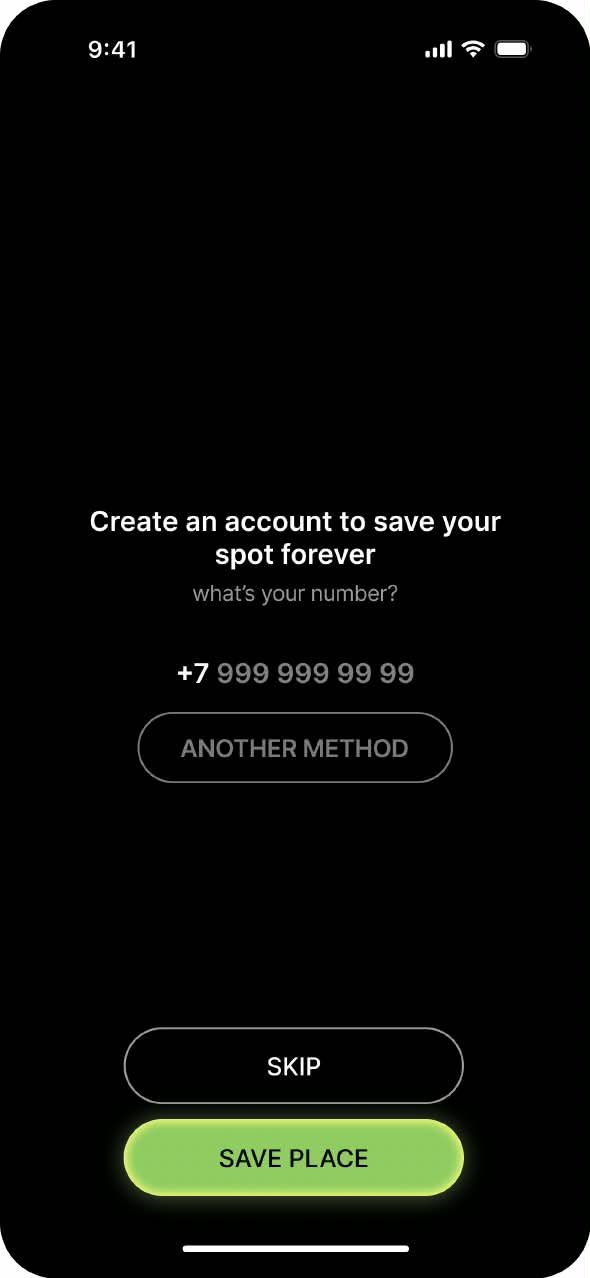 9:41
Create an account to save your
spot forever
what's your number?
+7 999 999 99 99
ANOTHER METHOD
SKIP
SAVE PLACE